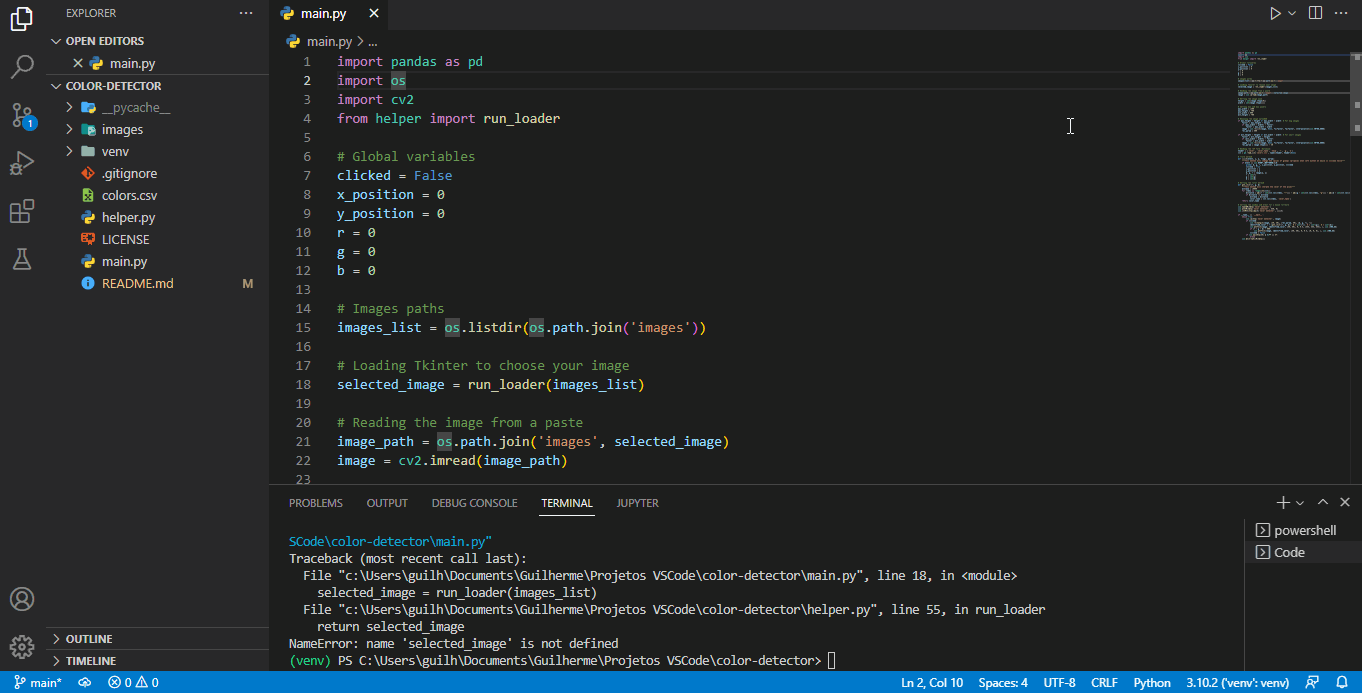 EXPLORER
OPEN EDITORS
main.py
COLOR-DETECTOR
__pycache__
images
venv
.gitignore
colors.csv
helper.py
LICENSE
main.py
README.md M
OUTLINE
TIMELINE
1
main.py
main.py > ...
1 import pandas as pd
2 import os
3 import cv2
4 from helper import run_loader
5
6 # Global variables
7 clicked = False
8 x_position = 0
9 y_position = 0
10 r = 0
11 g = 0
12 b = 0
13
14 # Images paths
15 images_list = os.listdir(os.path.join('images'))
16
17 # Loading Tkinter to choose your image
18 selected_image = run_loader(images_list)
19
20 # Reading the image from a paste
21 image_path = os.path.join('images', selected_image)
22 image = cv2.imread(image_path)
23
PROBLEMS OUTPUT DEBUG CONSOLE TERMINAL JUPYTER
SCode\color-detector\main.py"
Traceback (most recent call last):
File "c:\Users\guilh\Documents\Guilherme\Projetos VSCode\color-detector\main.py", line 18, in <module>
selected_image = run_loader(images_list)
File "c:\Users\guilh\Documents\Guilherme\Projetos VSCode\color-detector\helper.py", line 55, in run_loader
return selected_image
NameError: name 'selected_image' is not defined
(venv) PS C:\Users\guilh\Documents\Guilherme\Projetos VSCode\color-detector>
powershell
Code
main* 0 0 Ln 2, Col 10 Spaces: 4 UTF-8 CRLF Python 3.10.2 ('venv': venv)